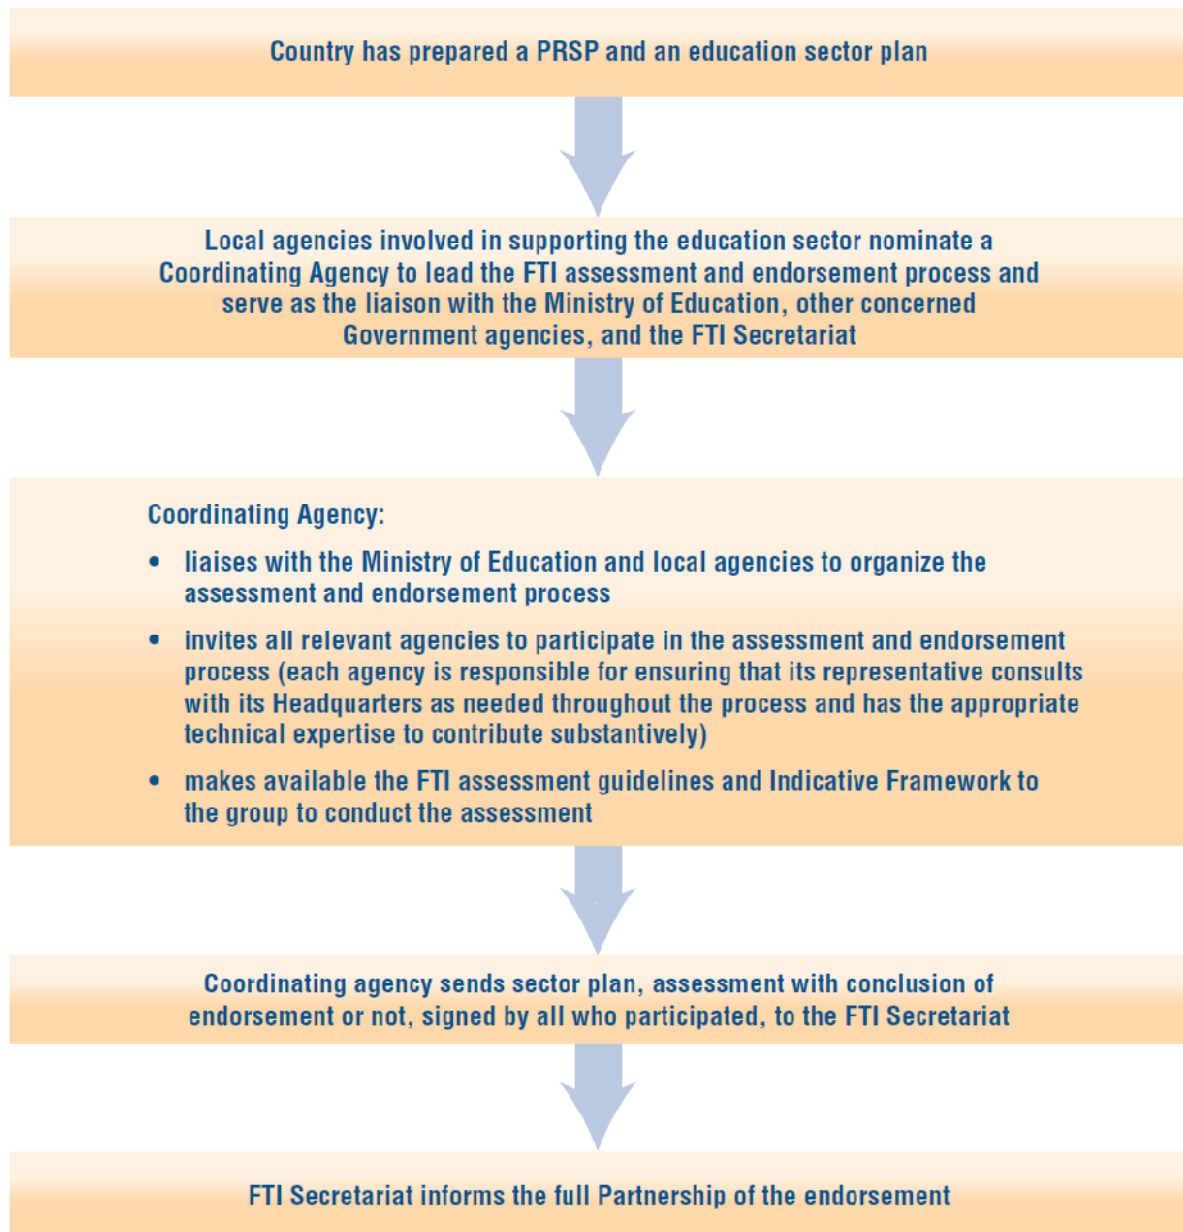 Country has prepared a PRSP and an education sector plan
Local agencies involved in supporting the education sector nominate a
Coordinating Agency to lead the FTI assessment and endorsement process and
serve as the liaison with the Ministry of Education, other concerned
Government agencies, and the FTI Secretariat
Coordinating Agency:
• liaises with the Ministry of Education and local agencies to organize the
assessment and endorsement process
• invites all relevant agencies to participate in the assessment and endorsement
process (each agency is responsible for ensuring that its representative consults
with its Headquarters as needed throughout the process and has the appropriate
technical expertise to contribute substantively)
• makes available the FTI assessment guidelines and Indicative Framework to
the group to conduct the assessment
Coordinating agency sends sector plan, assessment with conclusion of
endorsement or not, signed by all who participated, to the FTI Secretariat
FTI Secretariat informs the full Partnership of the endorsement